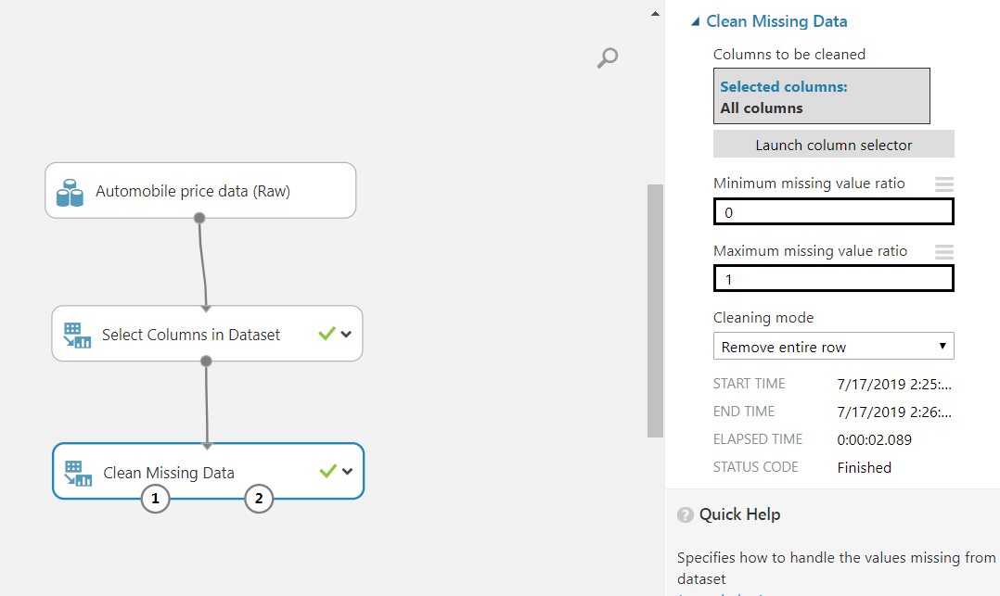 Automobile price data (Raw)
Select Columns in Dataset
Clean Missing Data
1
2
Clean Missing Data
Columns to be cleaned
Selected columns:
All columns
Launch column selector
Minimum missing value ratio
0
Maximum missing value ratio
1
Cleaning mode
Remove entire row
START TIME 7/17/2019 2:25:...
END TIME 7/17/2019 2:26:...
ELAPSED TIME 0:00:02.089
STATUS CODE Finished
? Quick Help
Specifies how to handle the values missing from
dataset